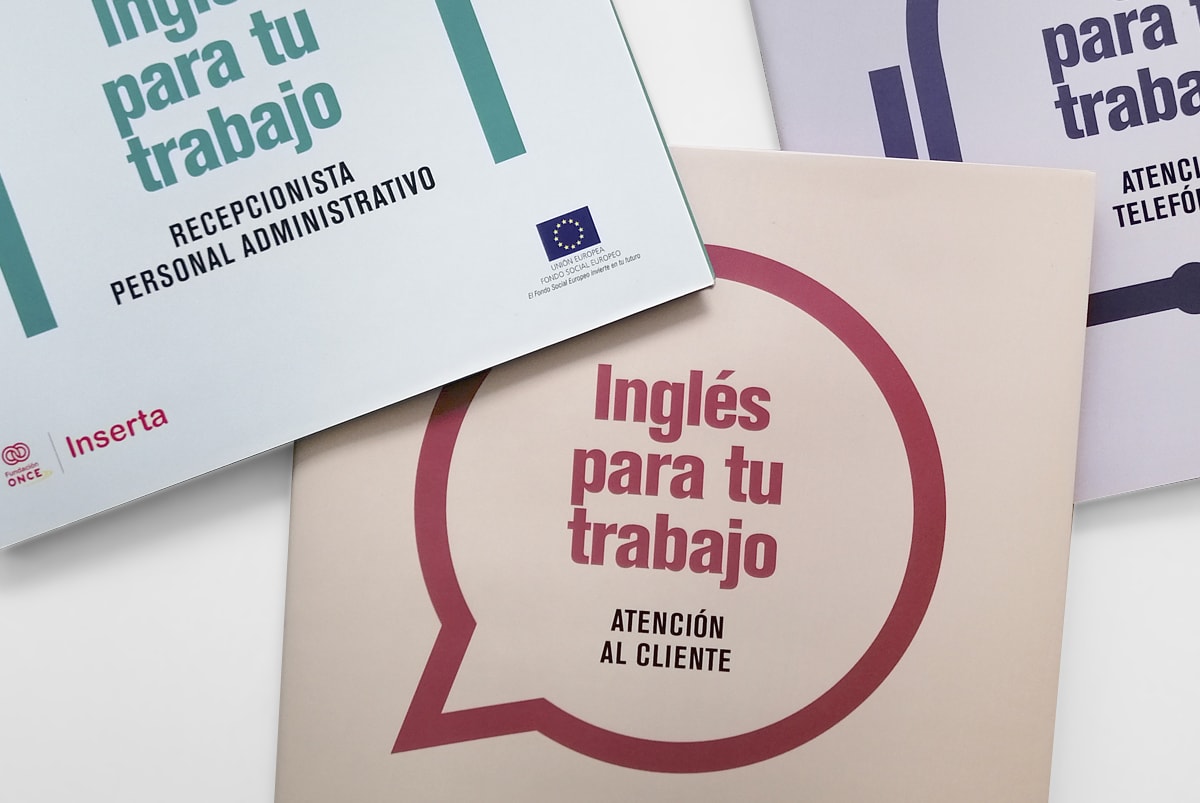 Inglés
para tu
trabajo
RECEPCIONISTA
PERSONAL ADMINISTRATIVO
UNIÓN EUROPEA
FONDO SOCIAL EUROPEO
El Fondo Social Europeo invierte en tu futuro
Fundación
ONCE
Inserta
para
traba
ATENCI
TELEFÓ
Inglés
para tu
trabajo
ATENCIÓN
AL CLIENTE